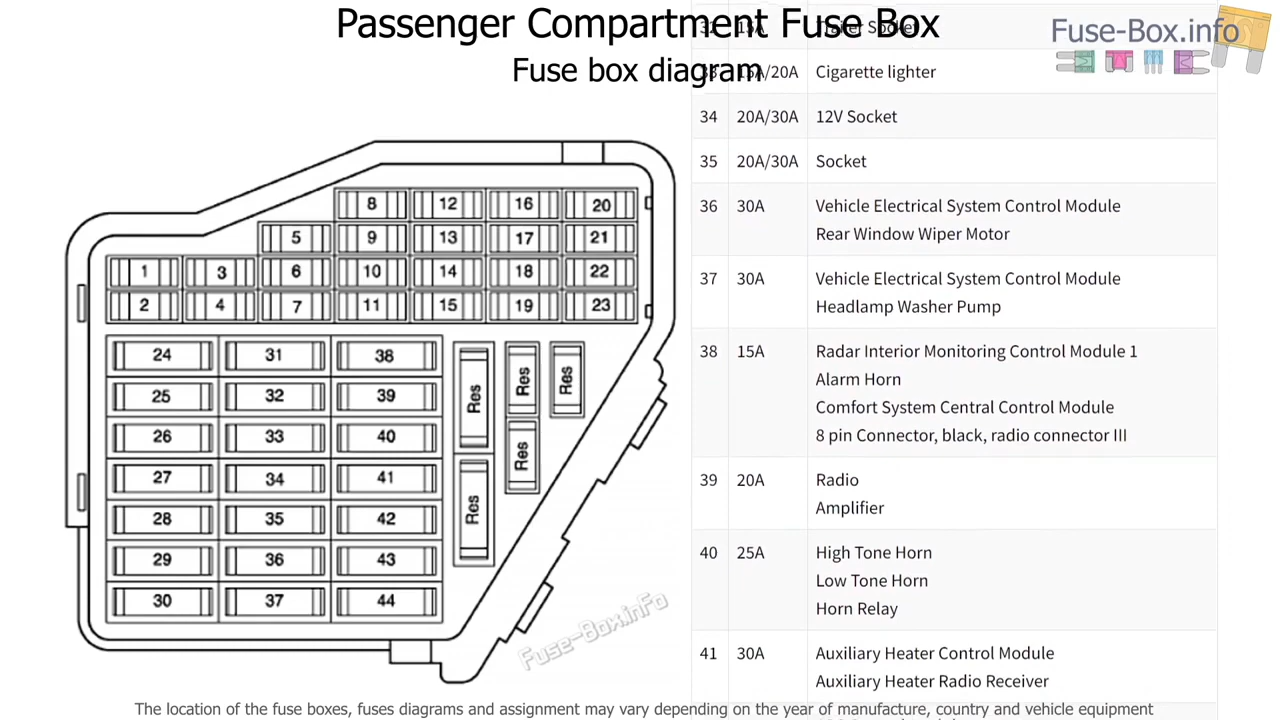 Passenger Compartment Fuse Box
Fuse box diagram
Fuse-Box.info
8 12 16 20
5 9 13 17 21
1 3 6 10 14 18 22
2 4 7 11 15 19 23
24 31 38
25 32 39
26 33 40
27 34 41
28 35 42
29 36 43
30 37 44
Res Res Res
Res
Res
Fuse-Box.info
32 15A Trailer Socket
33 15A/20A Cigarette lighter
34 20A/30A 12V Socket
35 20A/30A Socket
36 30A Vehicle Electrical System Control Module
Rear Window Wiper Motor
37 30A Vehicle Electrical System Control Module
Headlamp Washer Pump
38 15A Radar Interior Monitoring Control Module 1
Alarm Horn
Comfort System Central Control Module
8 pin Connector, black, radio connector III
39 20A Radio
Amplifier
40 25A High Tone Horn
Low Tone Horn
Horn Relay
41 30A Auxiliary Heater Control Module
Auxiliary Heater Radio Receiver
The location of the fuse boxes, fuses diagrams and assignment may vary depending on the year of manufacture, country and vehicle equipment